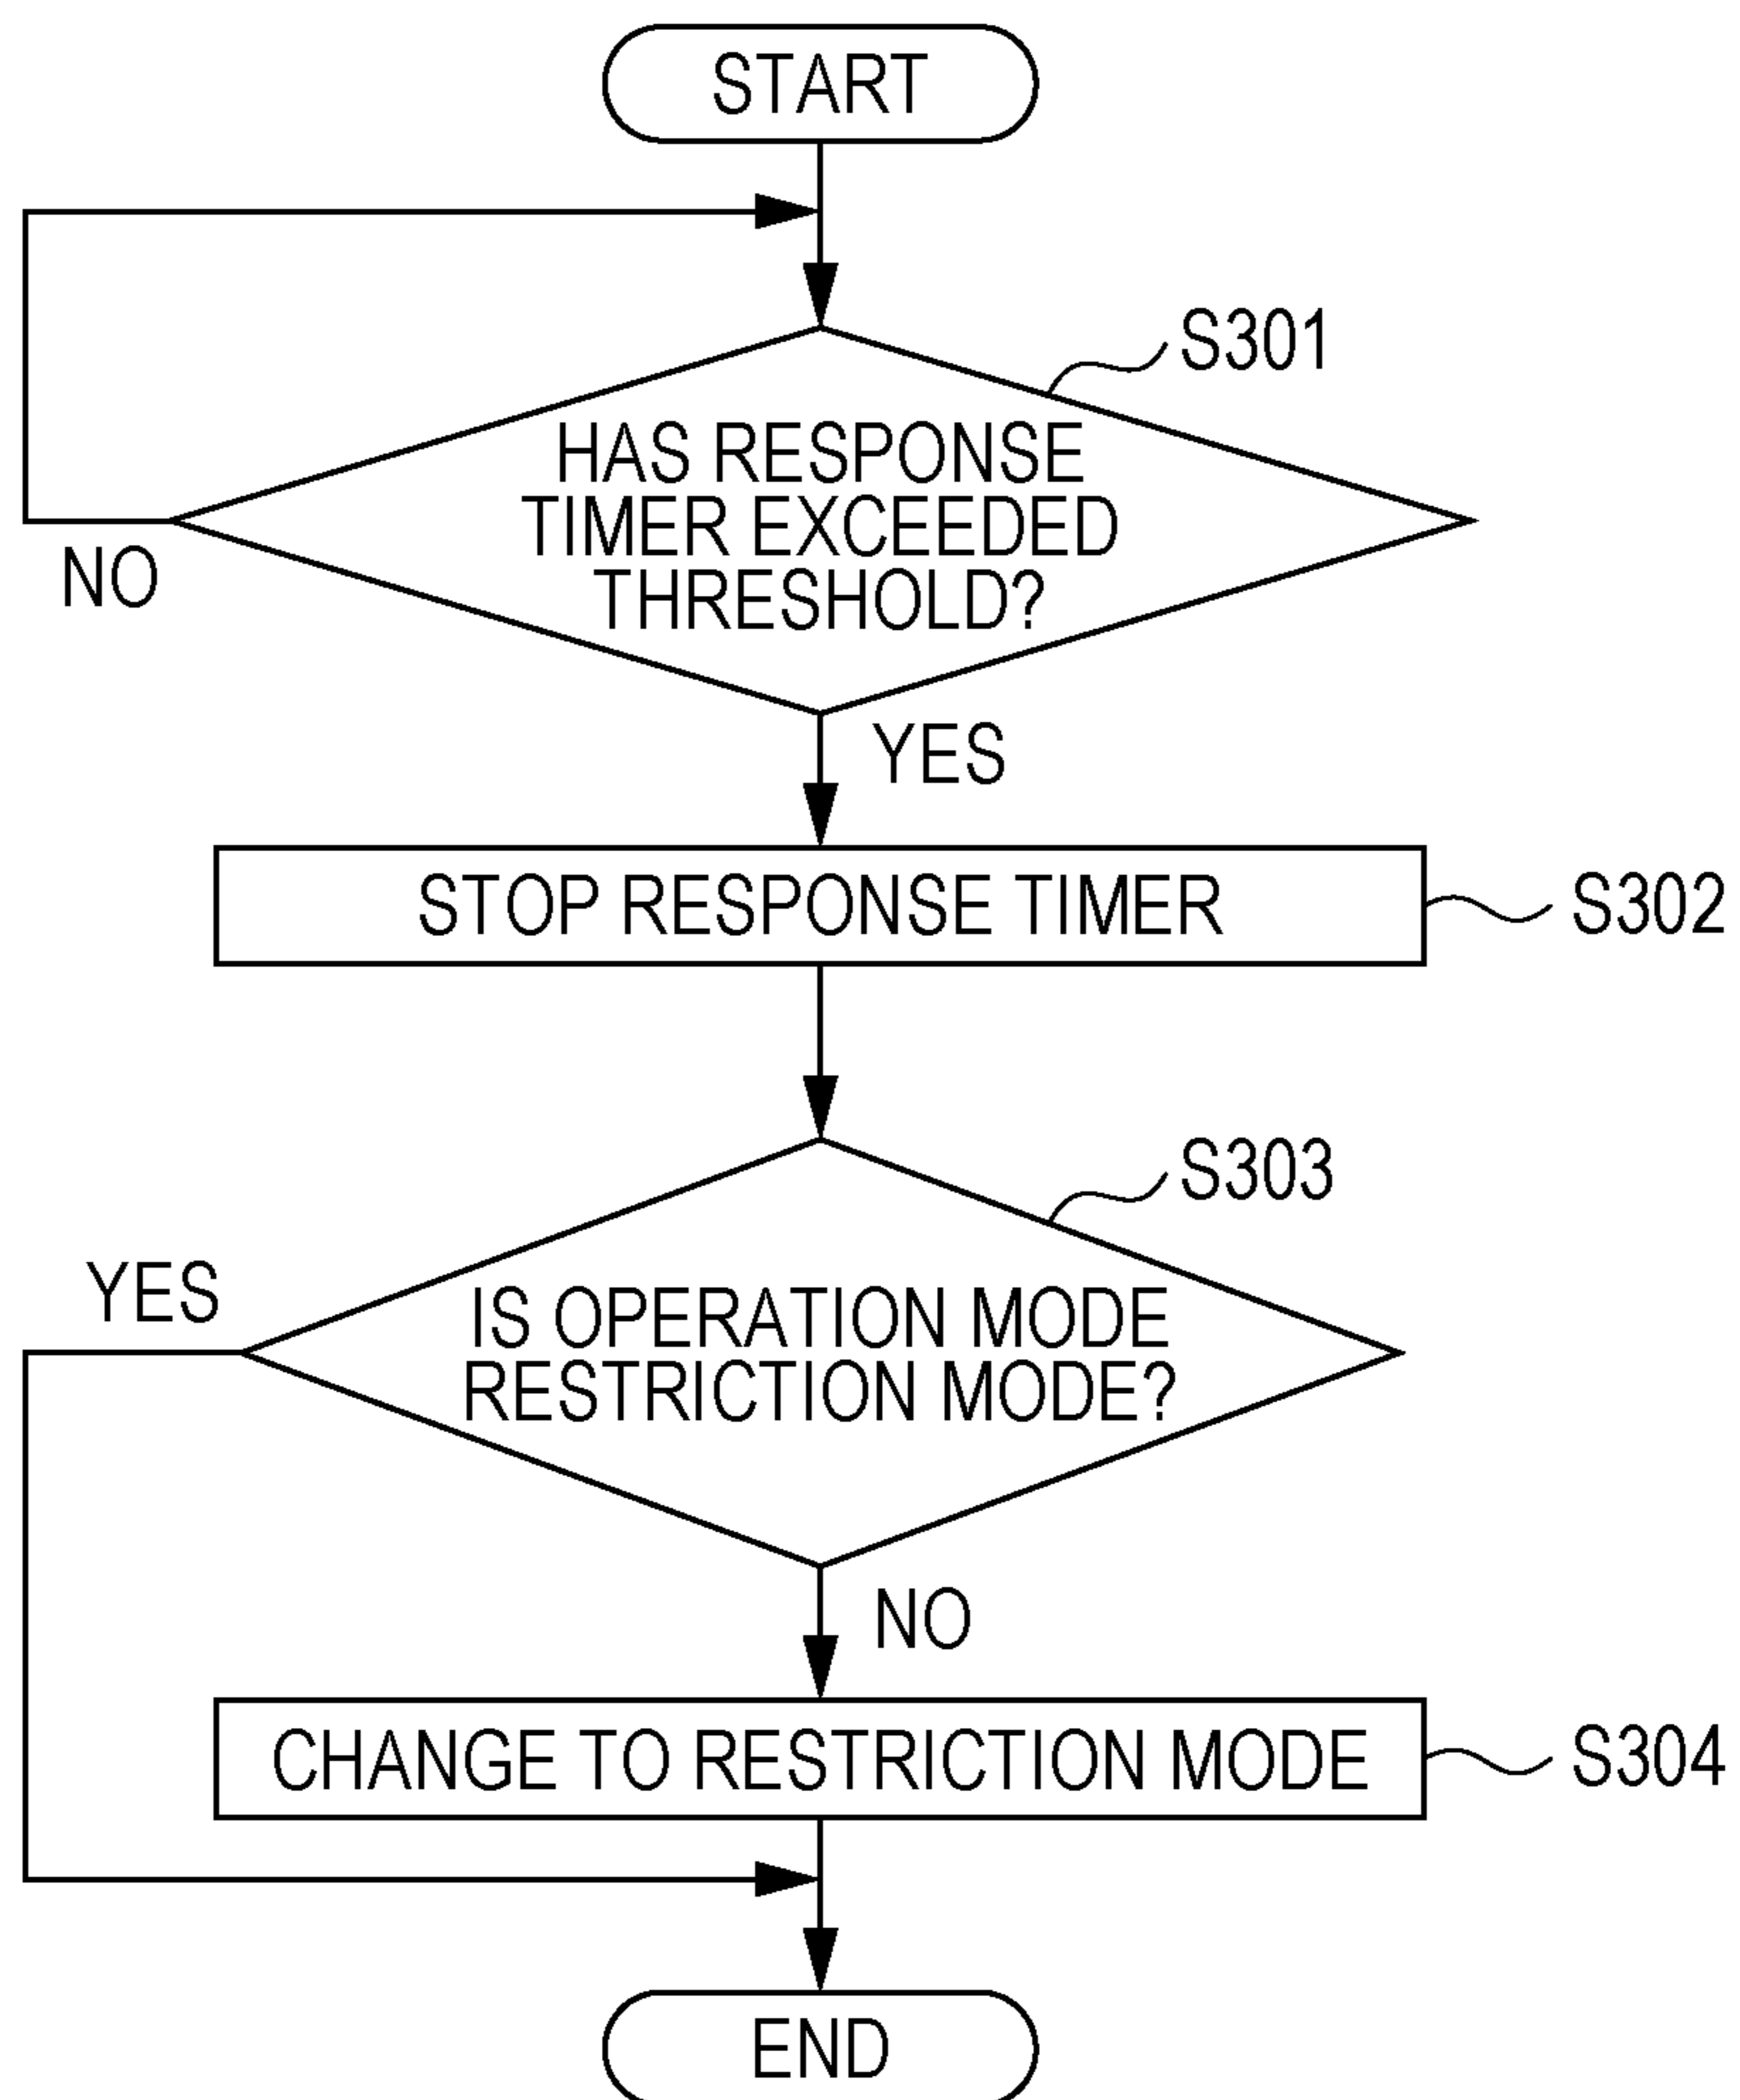 START
S301
HAS RESPONSE
TIMER EXCEEDED
THRESHOLD?
NO
YES
STOP RESPONSE TIMER
S302
S303
YES
IS OPERATION MODE
RESTRICTION MODE?
NO
CHANGE TO RESTRICTION MODE
S304
END